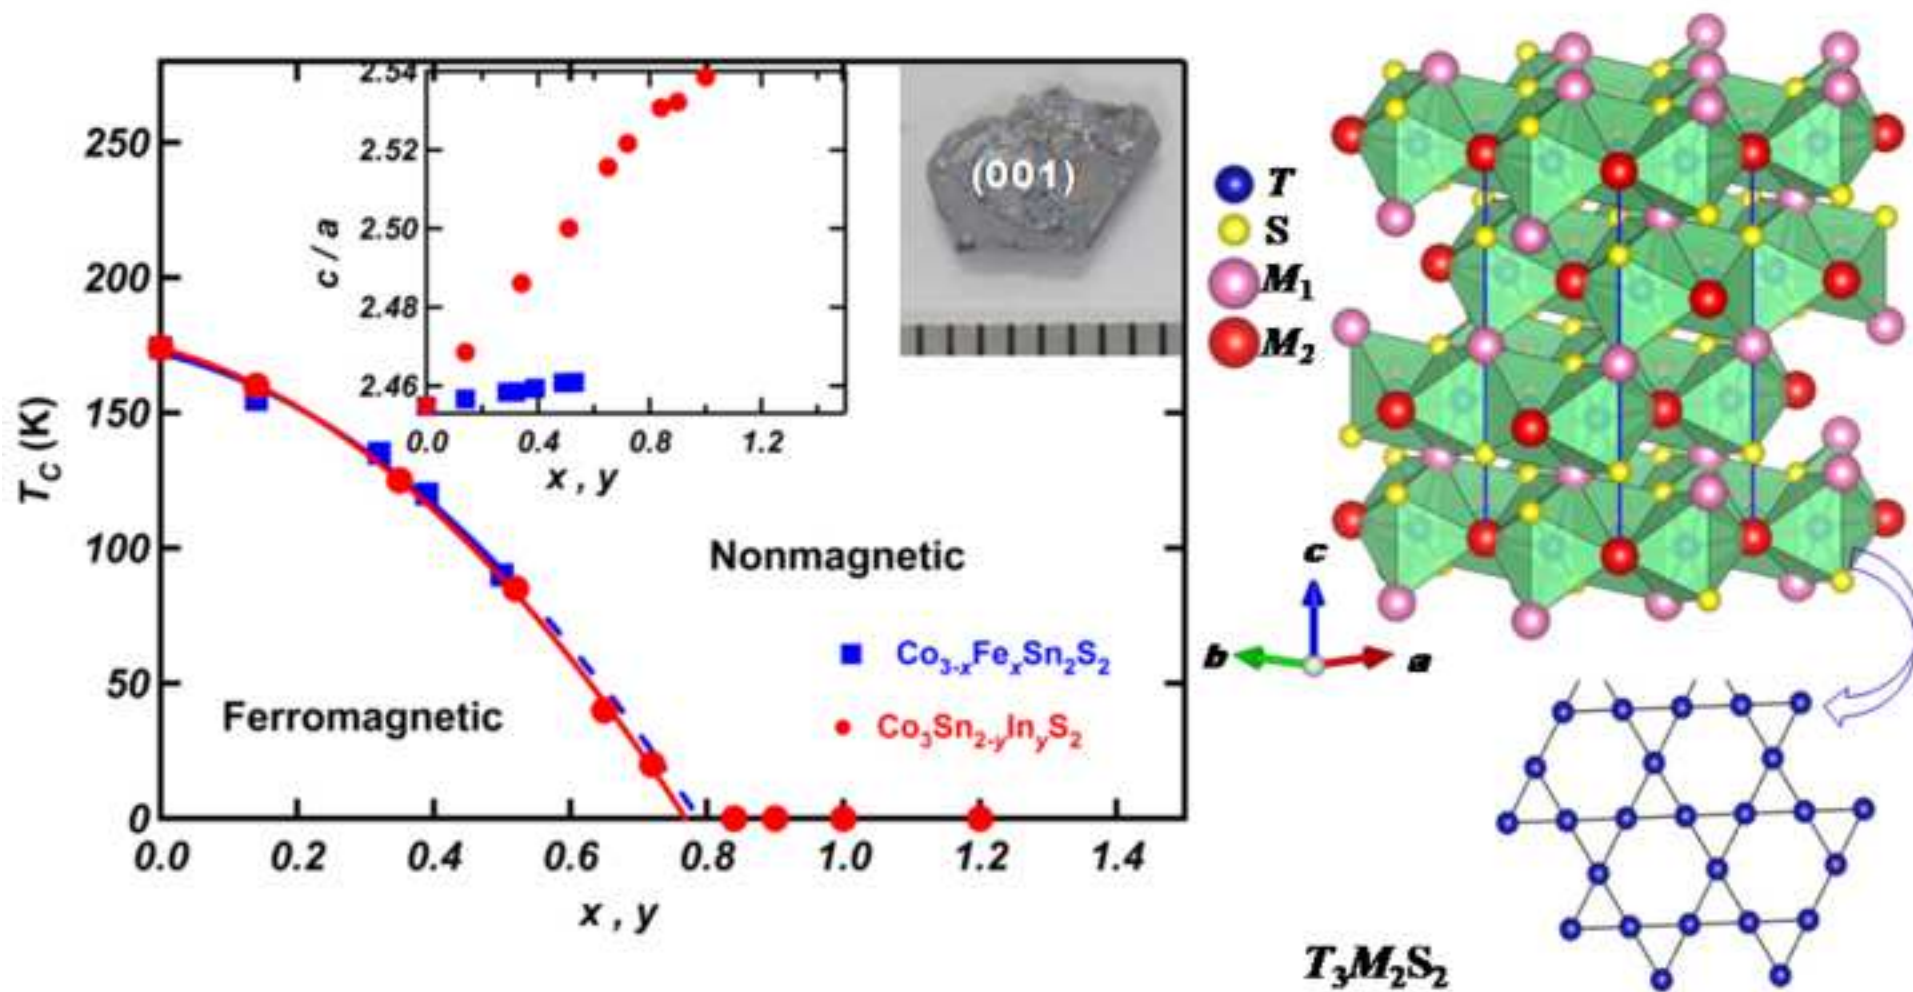 T_C (K)
250
200
150
100
50
0
0.0 0.2 0.4 0.6 0.8 1.0 1.2 1.4
x , y
c / a
2.54
2.52
2.50
2.48
2.46
0.0 0.4 0.8 1.2
x , y
(001)
Nonmagnetic
Ferromagnetic
Co₃₋ₓFeₓSn₂S₂
Co₃Sn₂₋yInyS₂
T
S
M₁
M₂
c
b a
T₃M₂S₂